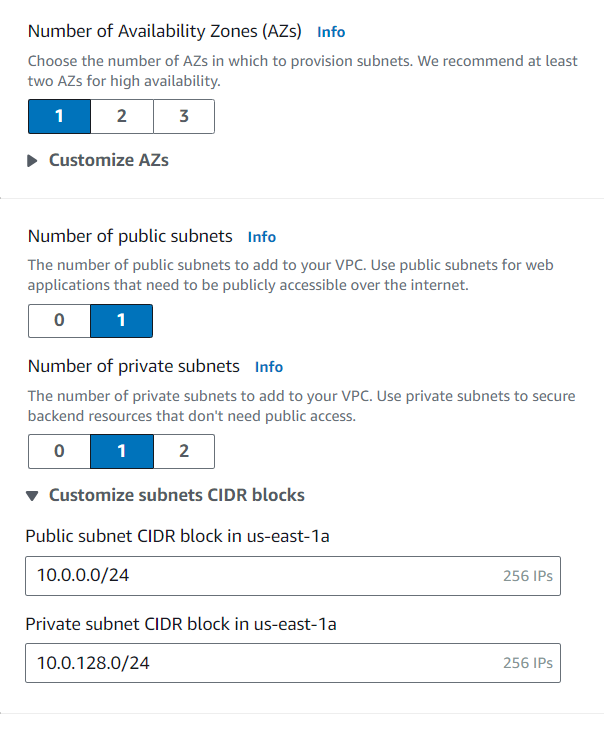 Number of Availability Zones (AZs) Info
Choose the number of AZs in which to provision subnets. We recommend at least
two AZs for high availability.
1 2 3
Customize AZs
Number of public subnets Info
The number of public subnets to add to your VPC. Use public subnets for web
applications that need to be publicly accessible over the internet.
0 1
Number of private subnets Info
The number of private subnets to add to your VPC. Use private subnets to secure
backend resources that don't need public access.
0 1 2
Customize subnets CIDR blocks
Public subnet CIDR block in us-east-1a
10.0.0.0/24 256 IPs
Private subnet CIDR block in us-east-1a
10.0.128.0/24 256 IPs